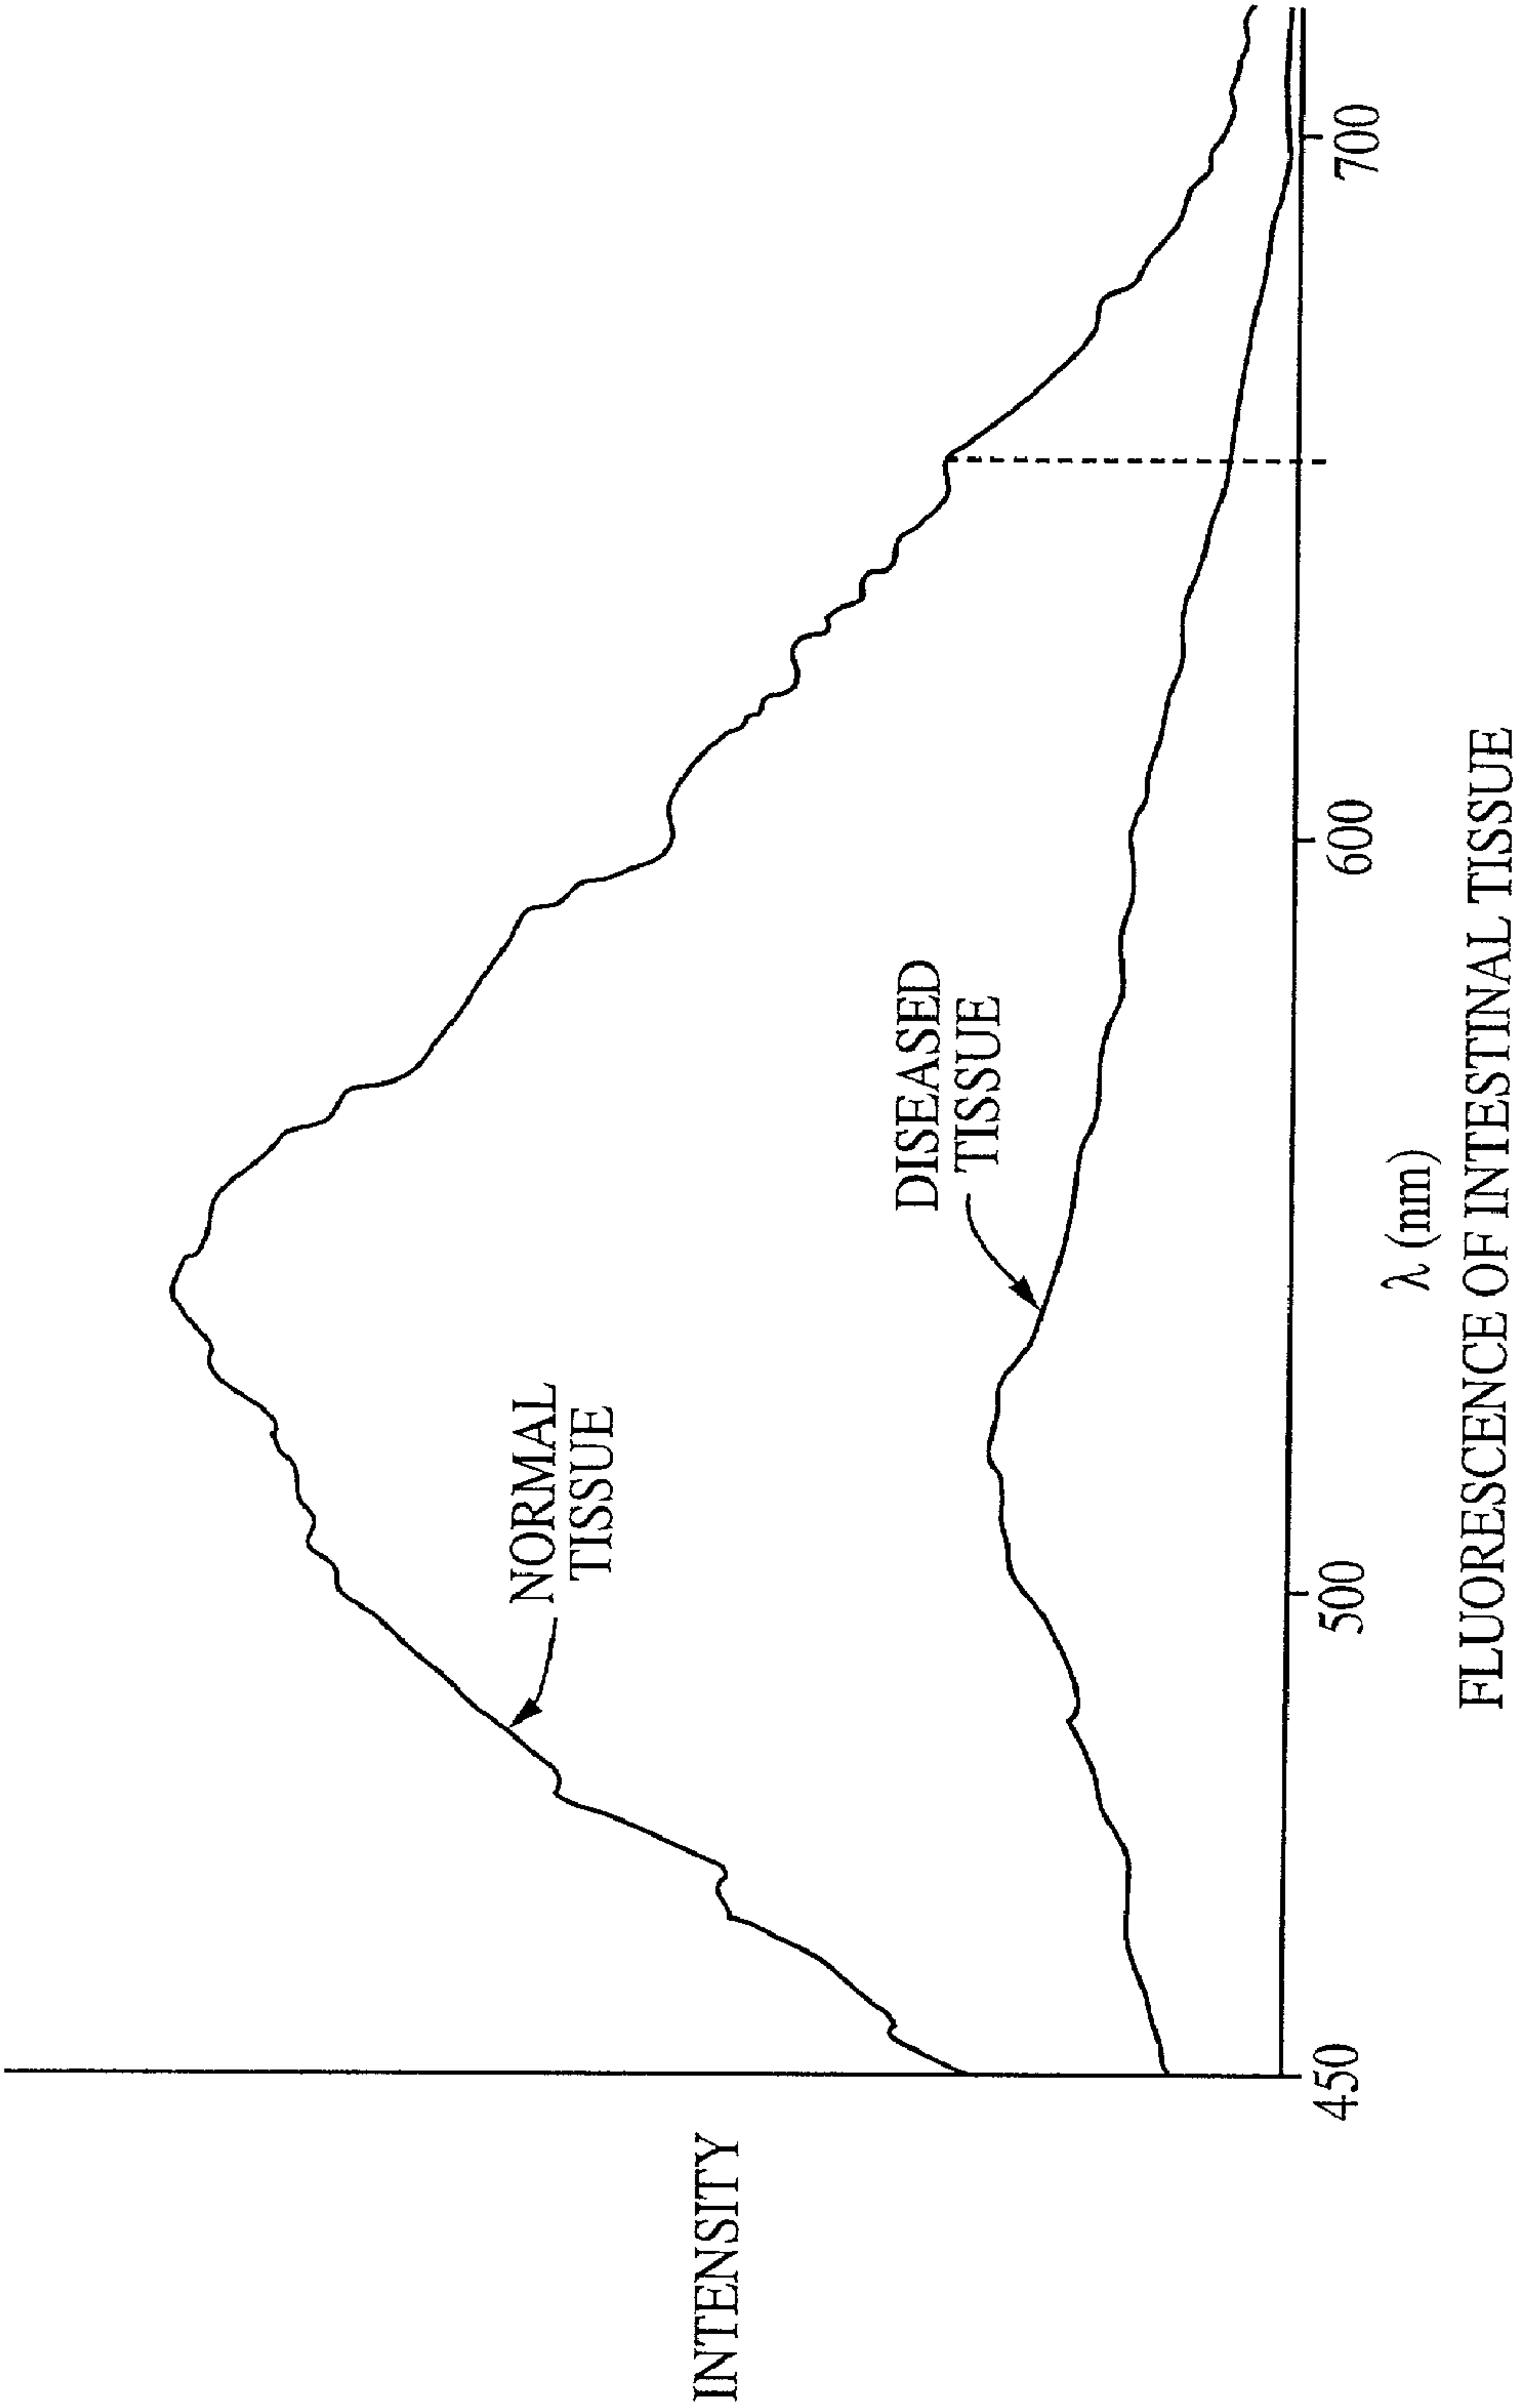 INTENSITY
NORMAL
TISSUE
DISEASED
TISSUE
450
500
600
700
λ (nm)
FLUORESCENCE OF INTESTINAL TISSUE